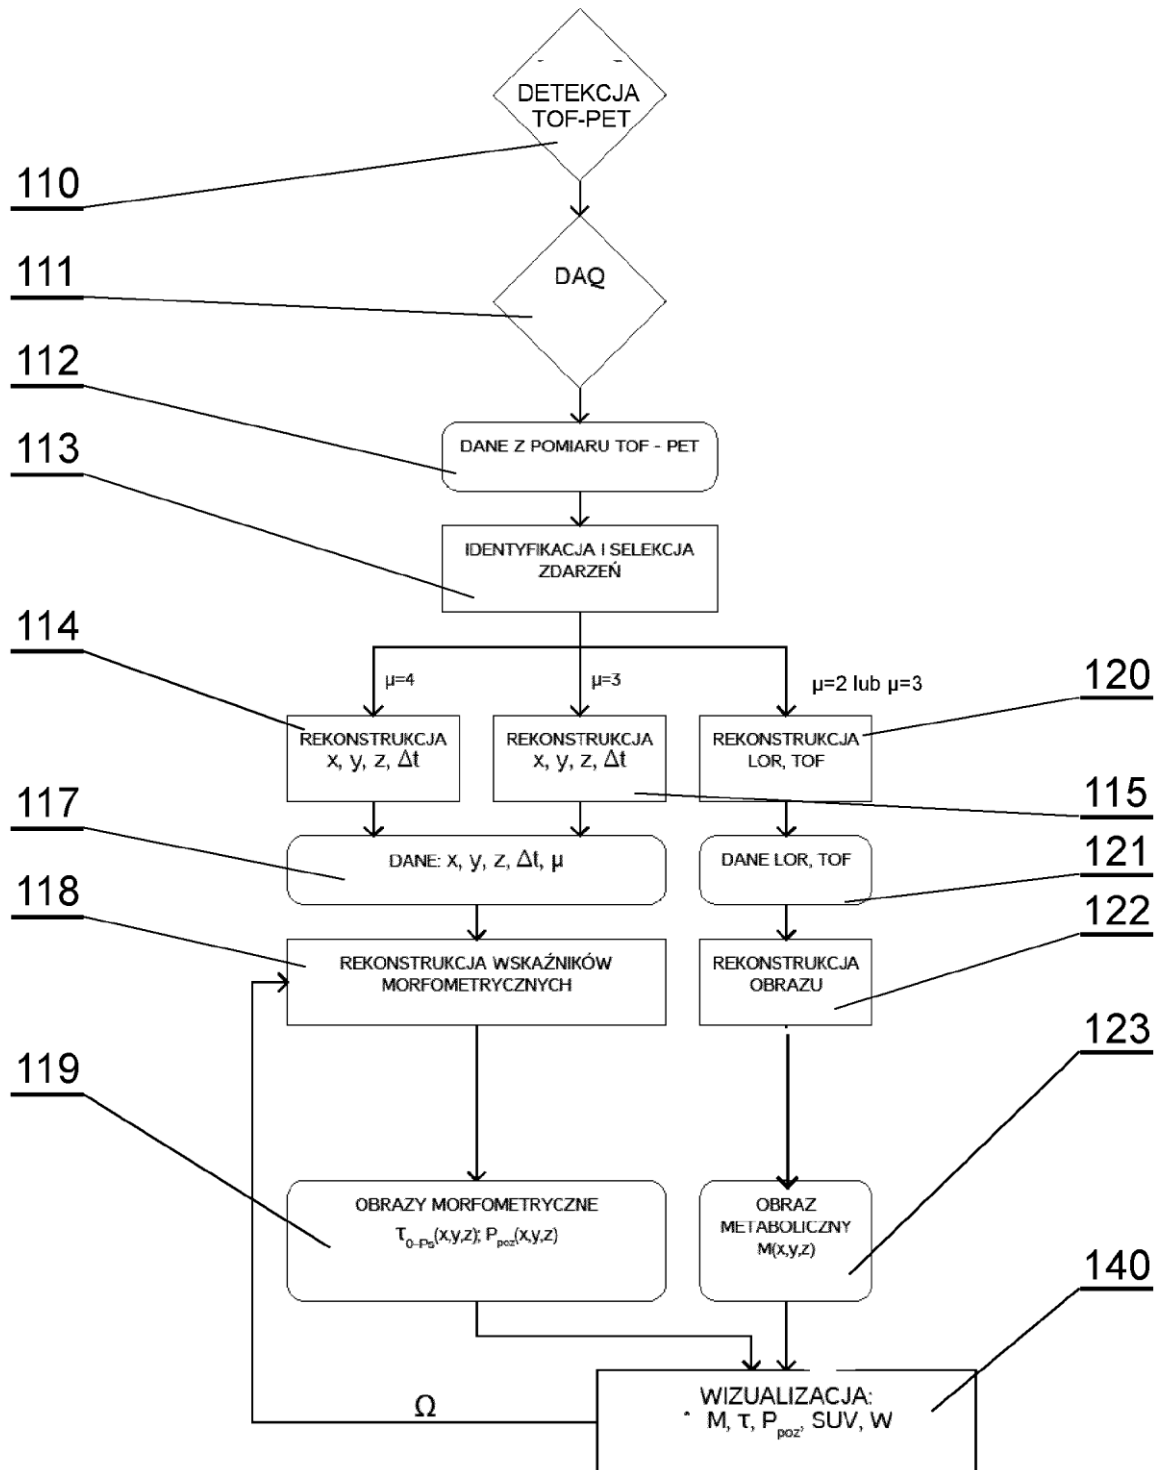 DETEKCJA
TOF-PET
110
111
DAQ
112
DANE Z POMIARU TOF - PET
113
IDENTYFIKACJA I SELEKCJA
ZDARZEŃ
114
μ=4
μ=3
μ=2 lub μ=3
120
REKONSTRUKCJA
x, y, z, Δt
REKONSTRUKCJA
x, y, z, Δt
REKONSTRUKCJA
LOR, TOF
115
117
DANE: x, y, z, Δt, μ
DANE LOR, TOF
121
118
122
REKONSTRUKCJA WSKAŹNIKÓW
MORFOMETRYCZNYCH
REKONSTRUKCJA
OBRAZU
123
119
OBRAZY MORFOMETRYCZNE
τ0-Ps(x,y,z); Ppoz(x,y,z)
OBRAZ
METABOLICZNY
M(x,y,z)
140
Ω
WIZUALIZACJA:
M, τ, Ppoz, SUV, W